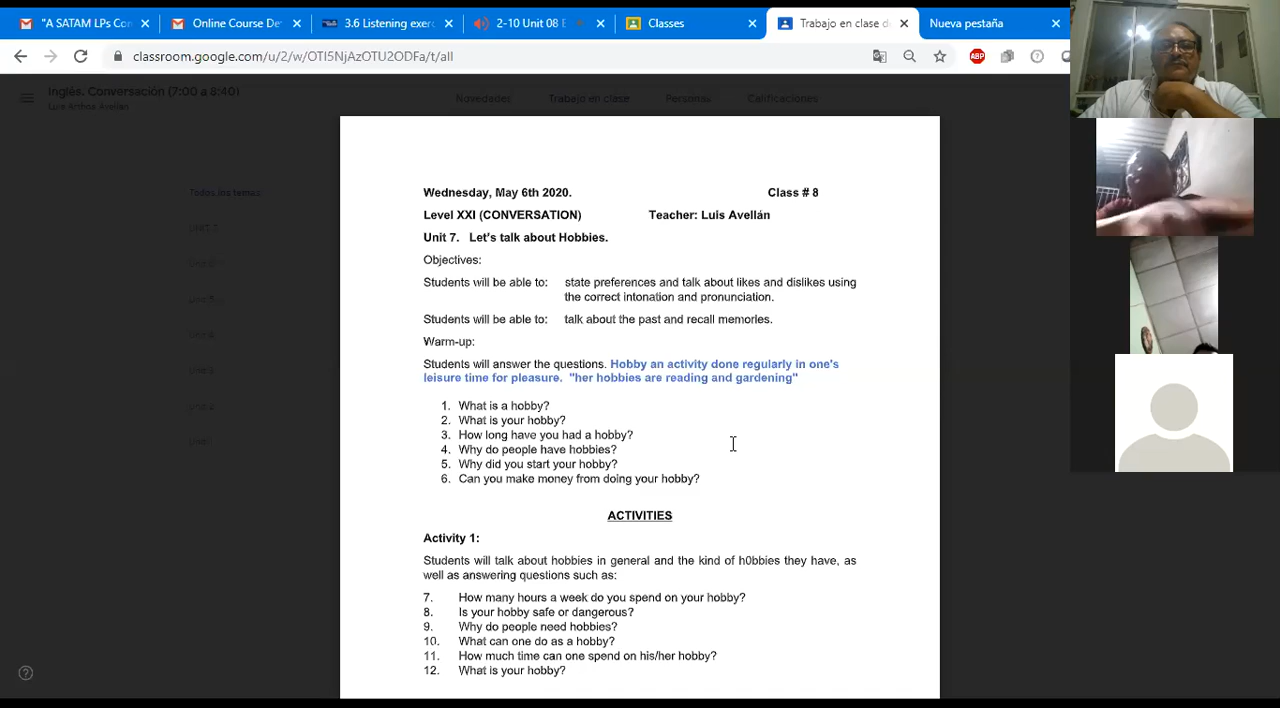 "A SATAM LPs Con
Online Course De
3.6 Listening exerc
2-10 Unit 08
Classes
Trabajo en clase d
Nueva pestaña
classroom.google.com/u/2/w/OTI5NjAzOTU2ODFa/t/all
ABP
Inglés. Conversación (7:00 a 8:40)
Luis Arthos Avellan
Novedades
Trabajo en clase
Personas
Calificaciones
Todos los temas
Wednesday, May 6th 2020. Class # 8
Level XXI (CONVERSATION) Teacher: Luis Avellán
Unit 7. Let's talk about Hobbies.
Objectives:
Students will be able to: state preferences and talk about likes and dislikes using
the correct intonation and pronunciation.
Students will be able to: talk about the past and recall memories.
Warm-up:
Students will answer the questions. Hobby an activity done regularly in one's
leisure time for pleasure. "her hobbies are reading and gardening"
1. What is a hobby?
2. What is your hobby?
3. How long have you had a hobby?
4. Why do people have hobbies?
5. Why did you start your hobby?
6. Can you make money from doing your hobby?
ACTIVITIES
Activity 1:
Students will talk about hobbies in general and the kind of h0bbies they have, as
well as answering questions such as:
7. How many hours a week do you spend on your hobby?
8. Is your hobby safe or dangerous?
9. Why do people need hobbies?
10. What can one do as a hobby?
11. How much time can one spend on his/her hobby?
12. What is your hobby?